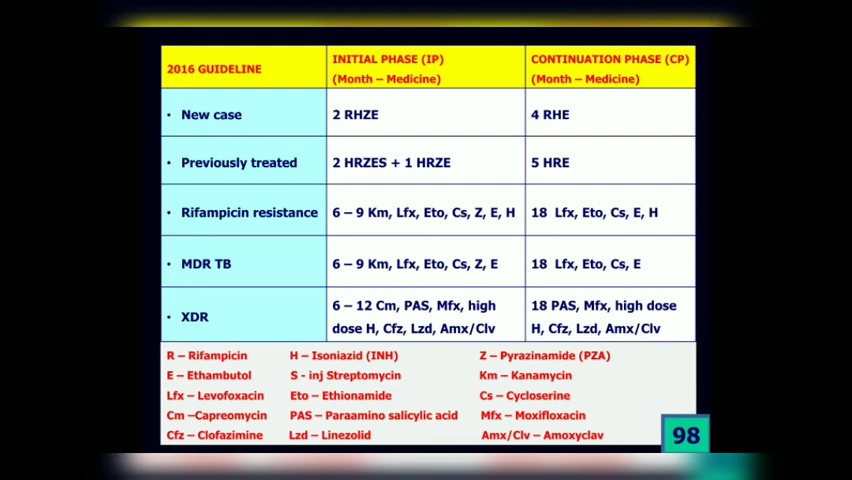 2016 GUIDELINE
INITIAL PHASE (IP)
(Month – Medicine)
CONTINUATION PHASE (CP)
(Month – Medicine)
• New case
2 RHZE
4 RHE
• Previously treated
2 HRZES + 1 HRZE
5 HRE
• Rifampicin resistance
6 – 9 Km, Lfx, Eto, Cs, Z, E, H
18 Lfx, Eto, Cs, E, H
• MDR TB
6 – 9 Km, Lfx, Eto, Cs, Z, E
18 Lfx, Eto, Cs, E
• XDR
6 – 12 Cm, PAS, Mfx, high
dose H, Cfz, Lzd, Amx/Clv
18 PAS, Mfx, high dose
H, Cfz, Lzd, Amx/Clv
R – Rifampicin H – Isoniazid (INH) Z – Pyrazinamide (PZA)
E – Ethambutol S - inj Streptomycin Km – Kanamycin
Lfx – Levofoxacin Eto – Ethionamide Cs – Cycloserine
Cm –Capreomycin PAS – Paraamino salicylic acid Mfx – Moxifloxacin
Cfz – Clofazimine Lzd – Linezolid Amx/Clv – Amoxyclav
98